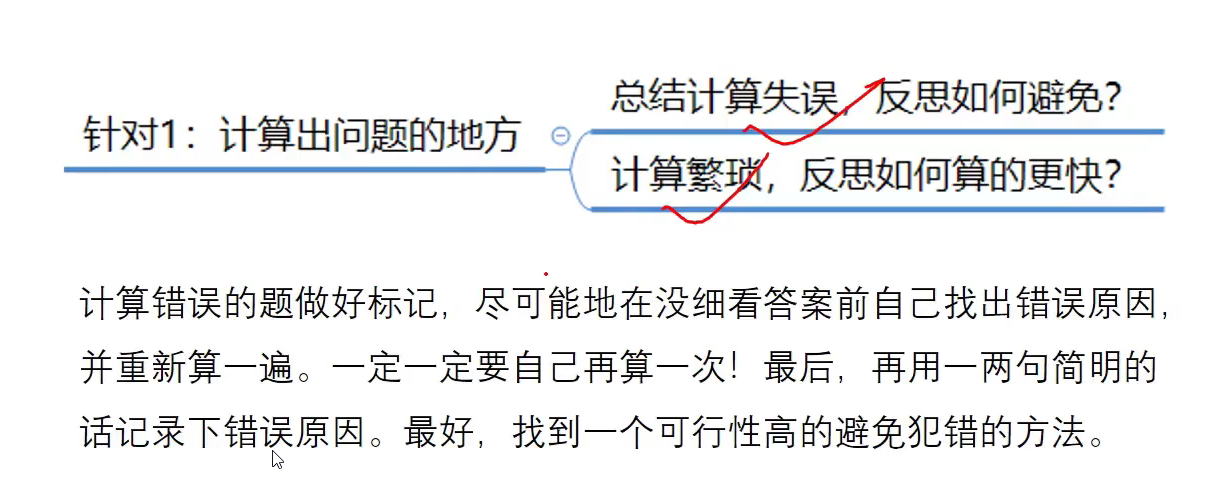 总结计算失误，反思如何避免？
针对1：计算出问题的地方
计算繁琐，反思如何算的更快？
计算错误的题做好标记，尽可能地在没细看答案前自己找出错误原因，
并重新算一遍。一定一定要自己再算一次！最后，再用一两句简明的
话记录下错误原因。最好，找到一个可行性高的避免犯错的方法。